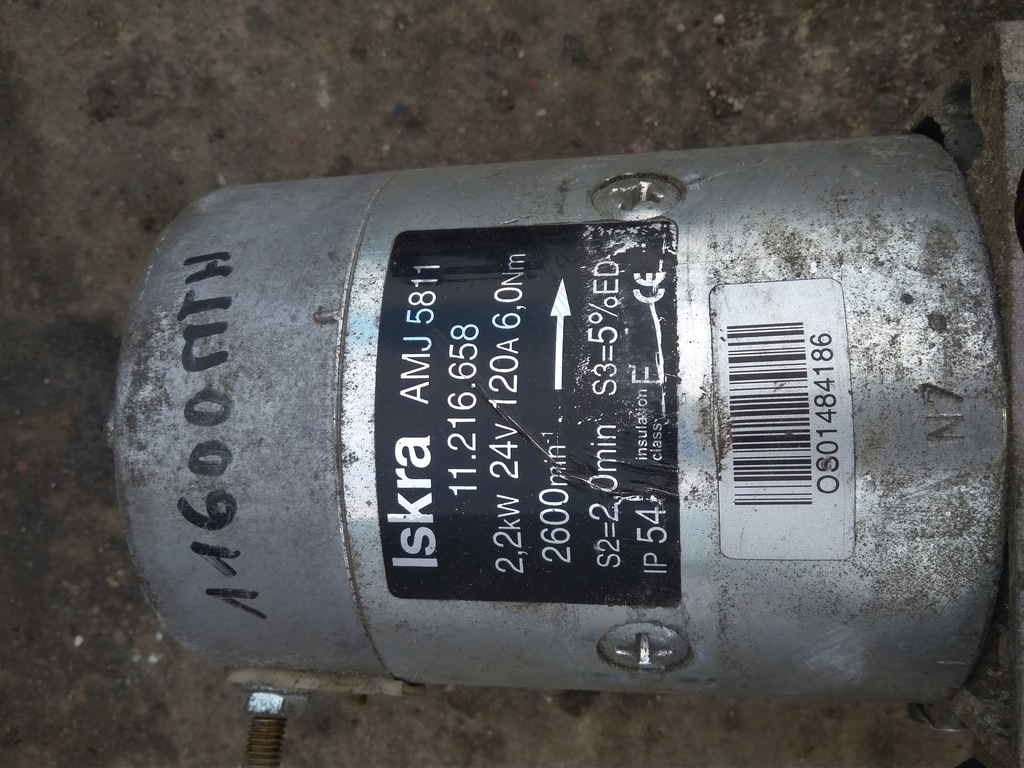 11600ПТН
Iskra AMJ 5811
11.216.658
2,2kW 24V 120A 6,0Nm
2600min⁻¹
S2=2,0min S3=5%ED
IP 54 insulation class F CE
OS01484186
N7